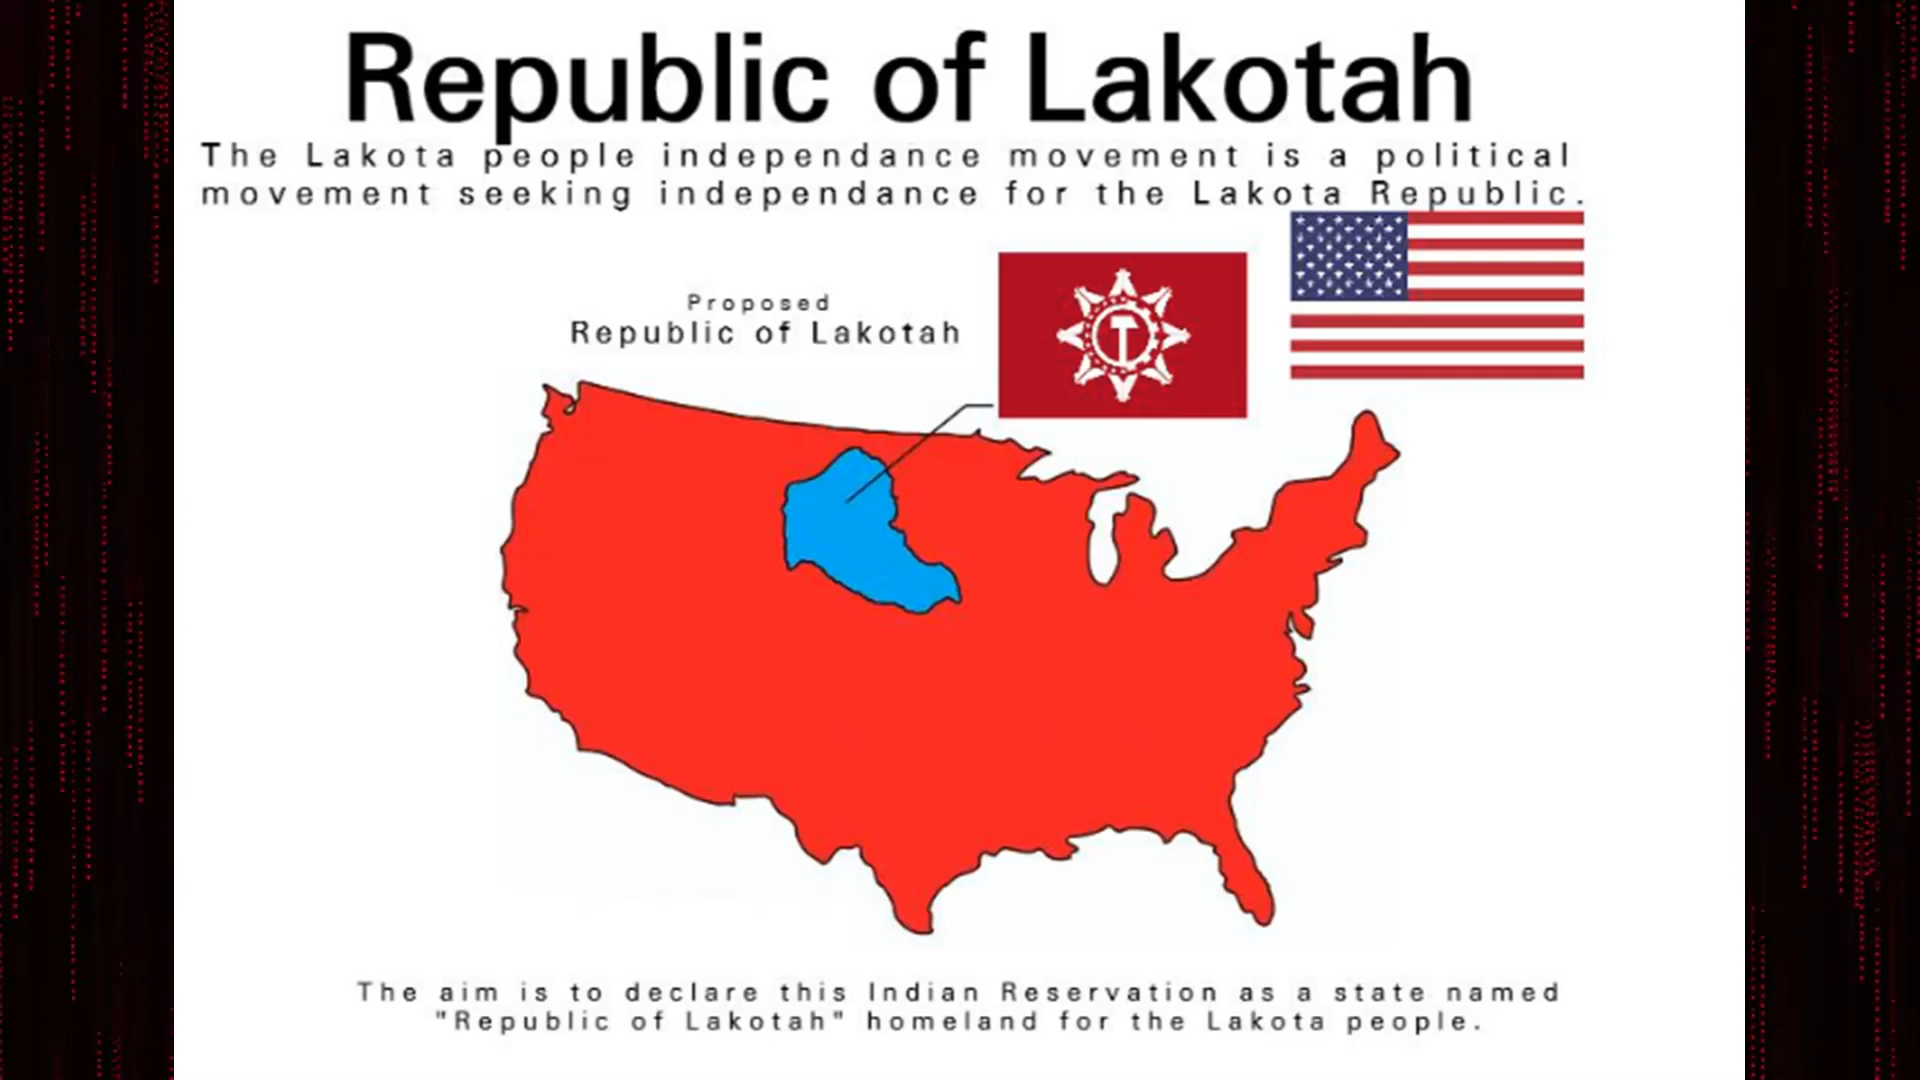 Republic of Lakotah
The Lakota people independance movement is a political
movement seeking independance for the Lakota Republic.
Proposed
Republic of Lakotah
The aim is to declare this Indian Reservation as a state named
"Republic of Lakotah" homeland for the Lakota people.